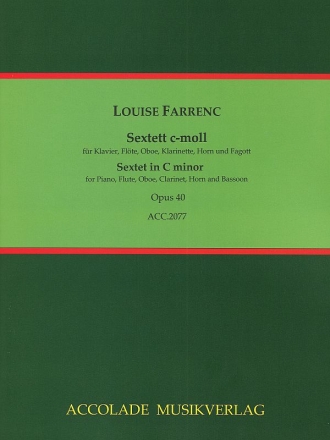 LOUISE FARRENC
Sextett c-moll
für Klavier, Flöte, Oboe, Klarinette, Horn und Fagott
Sextet in C minor
for Piano, Flute, Oboe, Clarinet, Horn and Bassoon
Opus 40
ACC.2077
ACCOLADE MUSIKVERLAG